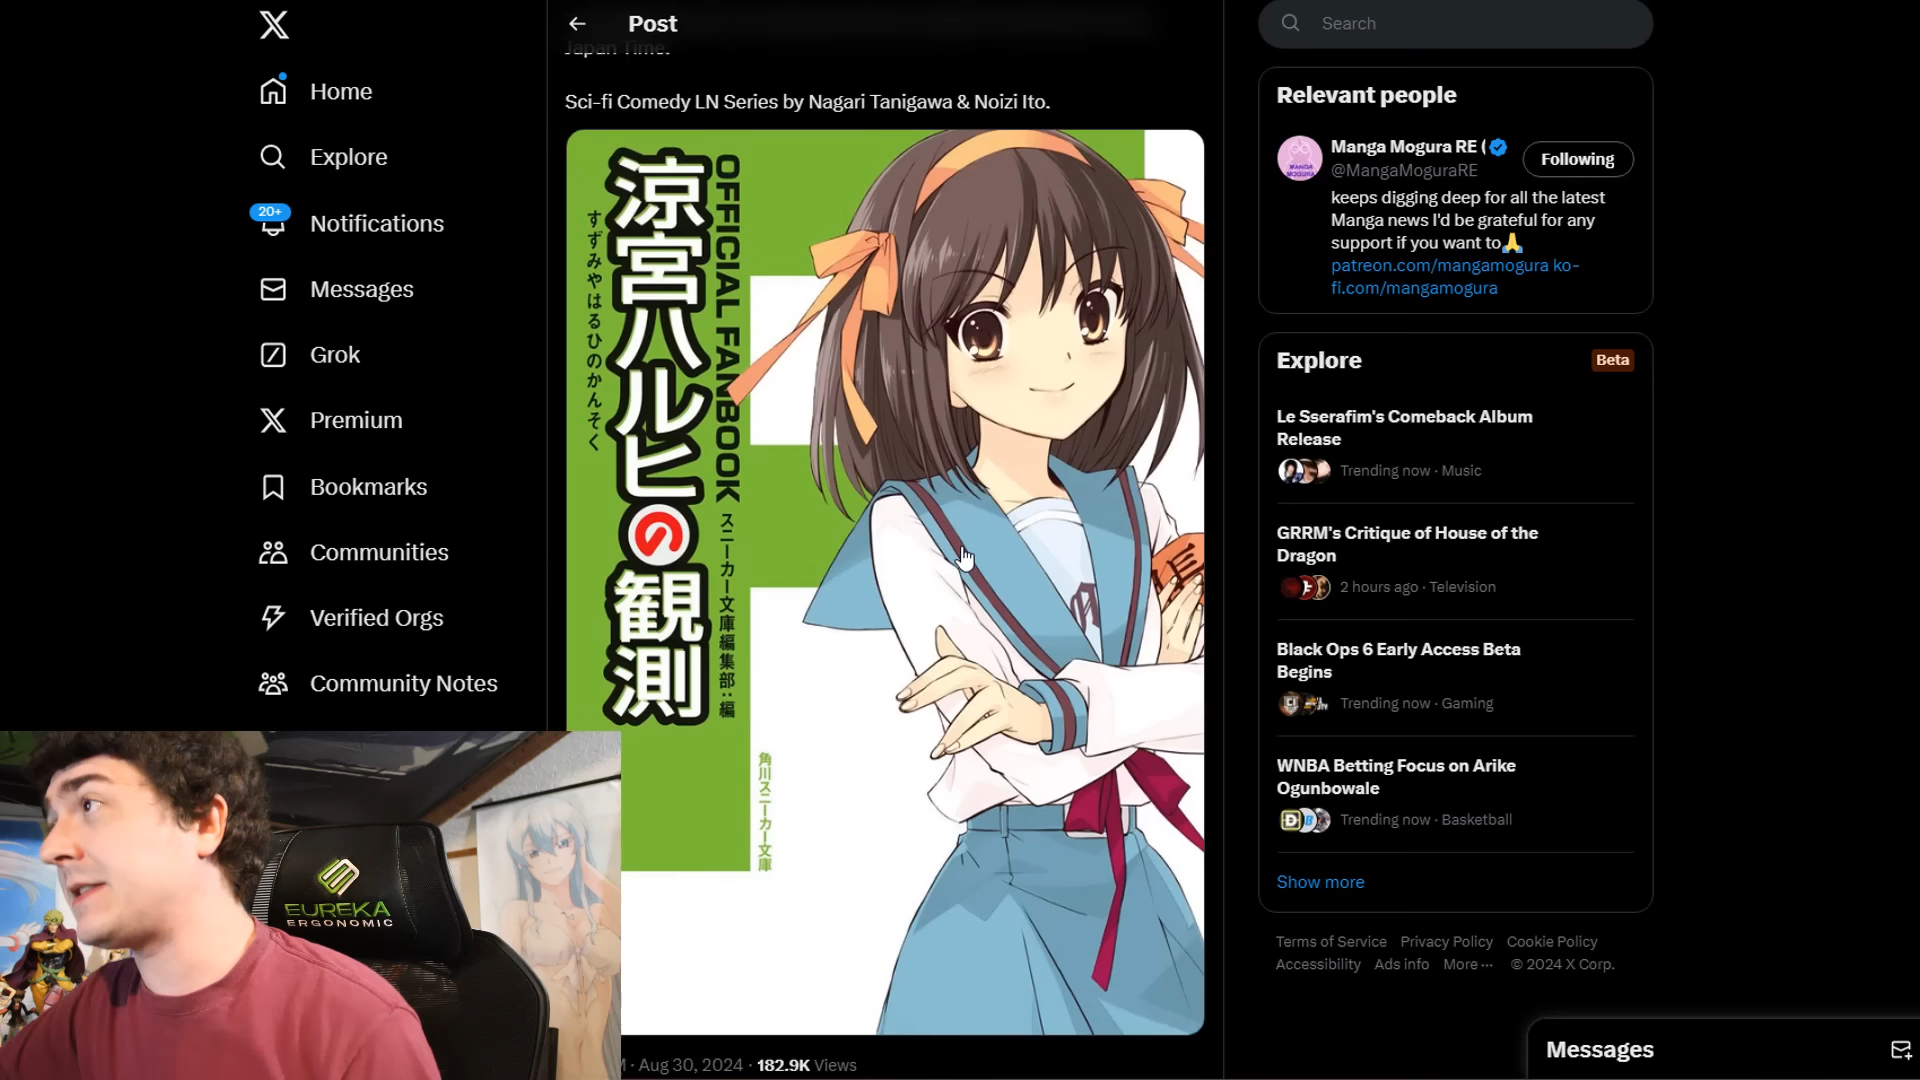 Home
Explore
20+
Notifications
Messages
Grok
Premium
Bookmarks
Communities
Verified Orgs
Community Notes
Post
Japan Time.
Sci-fi Comedy LN Series by Nagari Tanigawa & Noizi Ito.
すずみやはるひのかんそく
涼宮ハルヒの観測
OFFICIAL FANBOOK
スニーカー文庫編集部:編
角川スニーカー文庫
Aug 30, 2024 · 182.9K Views
EUREKA
ERGONOMIC
Search
Relevant people
Manga Mogura RE (
@MangaMoguraRE
Following
keeps digging deep for all the latest
Manga news I'd be grateful for any
support if you want to🙏
patreon.com/mangamogura ko-
fi.com/mangamogura
Explore
Beta
Le Sserafim's Comeback Album
Release
Trending now · Music
GRRM's Critique of House of the
Dragon
2 hours ago · Television
Black Ops 6 Early Access Beta
Begins
Trending now · Gaming
WNBA Betting Focus on Arike
Ogunbowale
Trending now · Basketball
Show more
Terms of Service Privacy Policy Cookie Policy
Accessibility Ads info More ··· © 2024 X Corp.
Messages